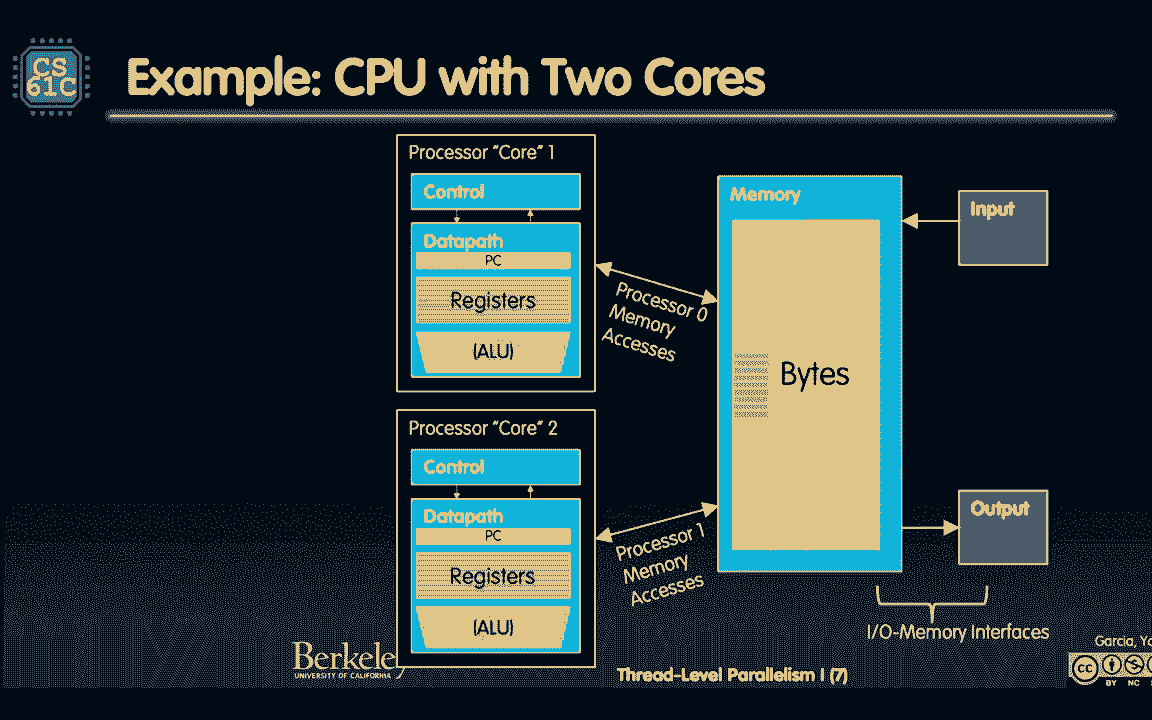 CS
61C
Example: CPU with Two Cores
Processor "Core" 1
Control
Datapath
PC
Registers
(ALU)
Processor 0
Memory
Accesses
Processor "Core" 2
Control
Datapath
PC
Registers
(ALU)
Processor 1
Memory
Accesses
Memory
Bytes
Input
Output
I/O-Memory Interfaces
UNIVERSITY OF CALIFORNIA
Thread-Level Parallelism I (7)
Garcia,
cc
BY NC